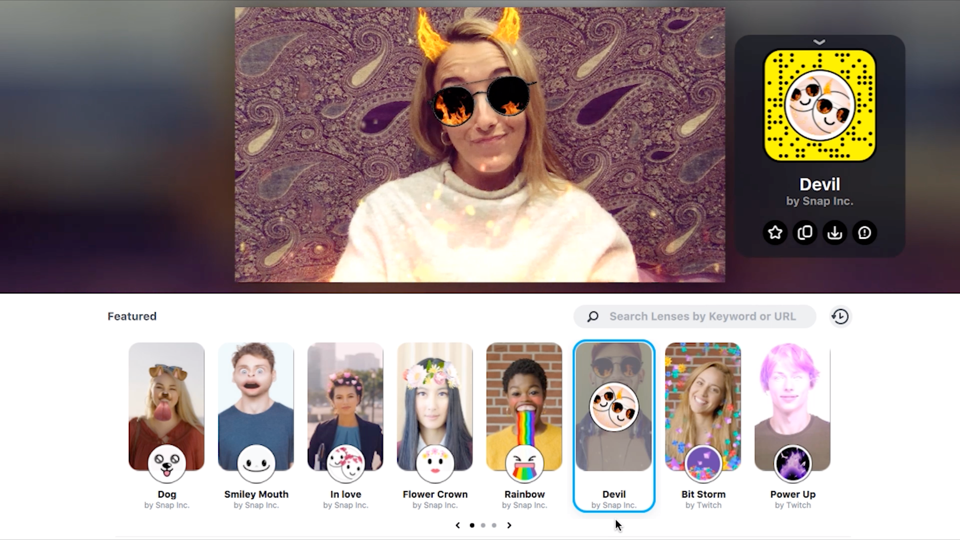 Devil
by Snap Inc.
Featured
Search Lenses by Keyword or URL
Dog
by Snap Inc.
Smiley Mouth
by Snap Inc.
In love
by Snap Inc.
Flower Crown
by Snap Inc.
Rainbow
by Snap Inc.
Devil
by Snap Inc.
Bit Storm
by Twitch
Power Up
by Twitch